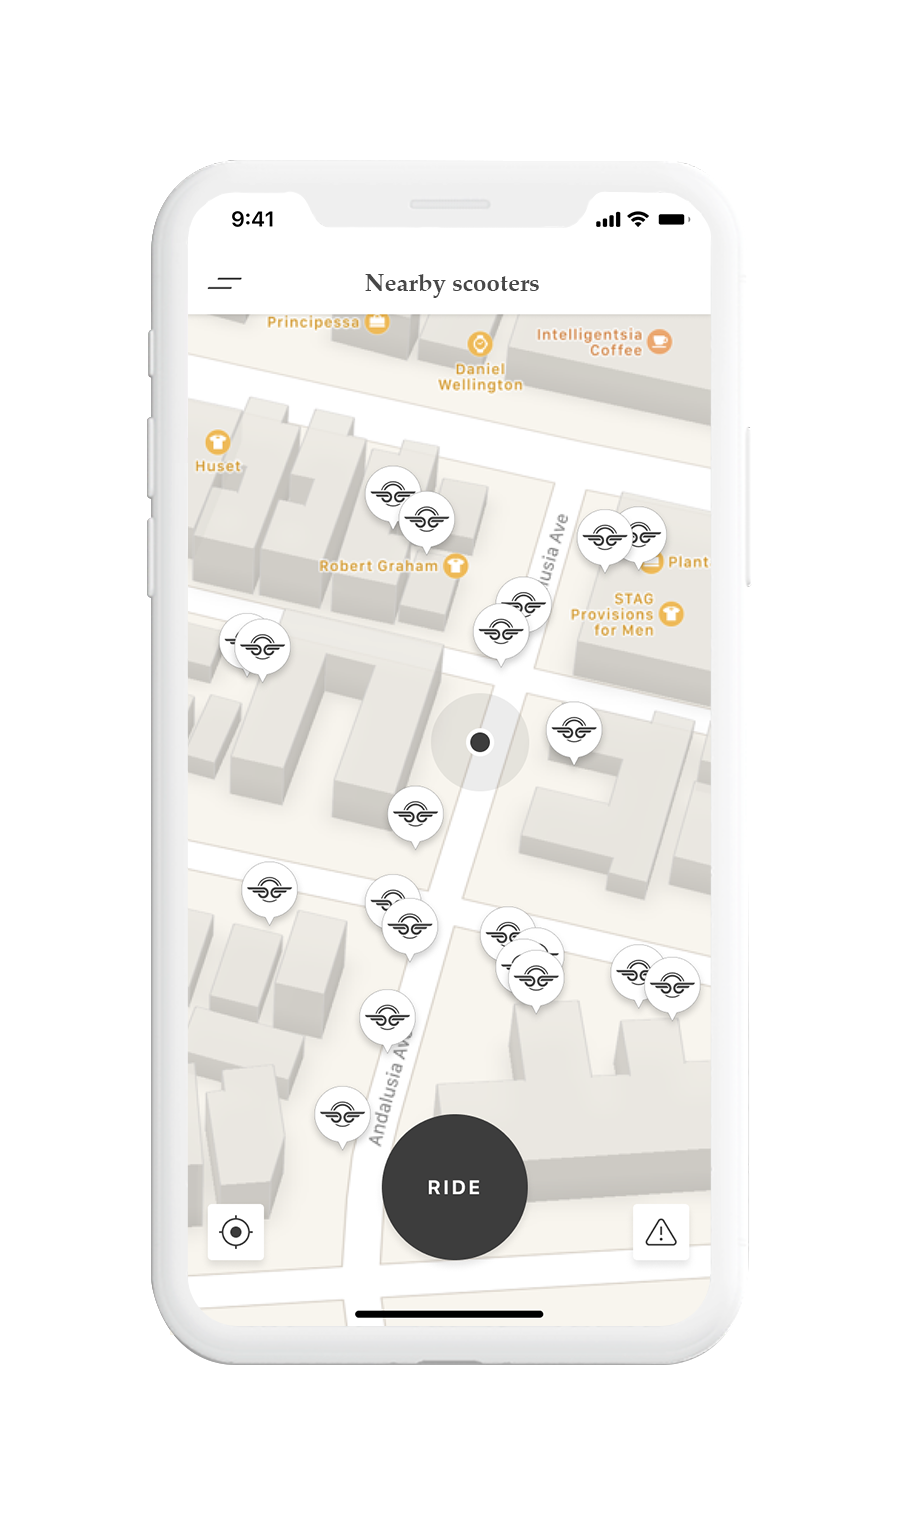 9:41
Nearby scooters
Principessa
Intelligentsia
Coffee
Daniel
Wellington
Huset
usia Ave
Robert Graham
Plant
STAG
Provisions
for Men
Andalusia Ave
RIDE